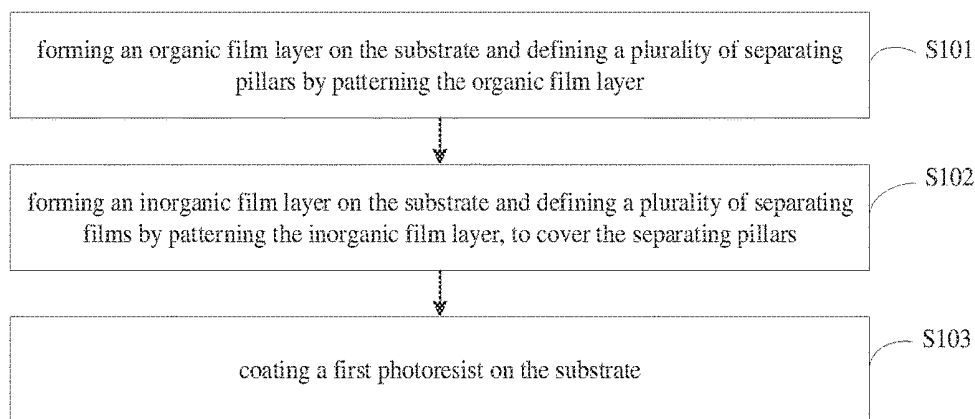 forming an organic film layer on the substrate and defining a plurality of separating
pillars by patterning the organic film layer
S101
forming an inorganic film layer on the substrate and defining a plurality of separating
films by patterning the inorganic film layer, to cover the separating pillars
S102
coating a first photoresist on the substrate
S103